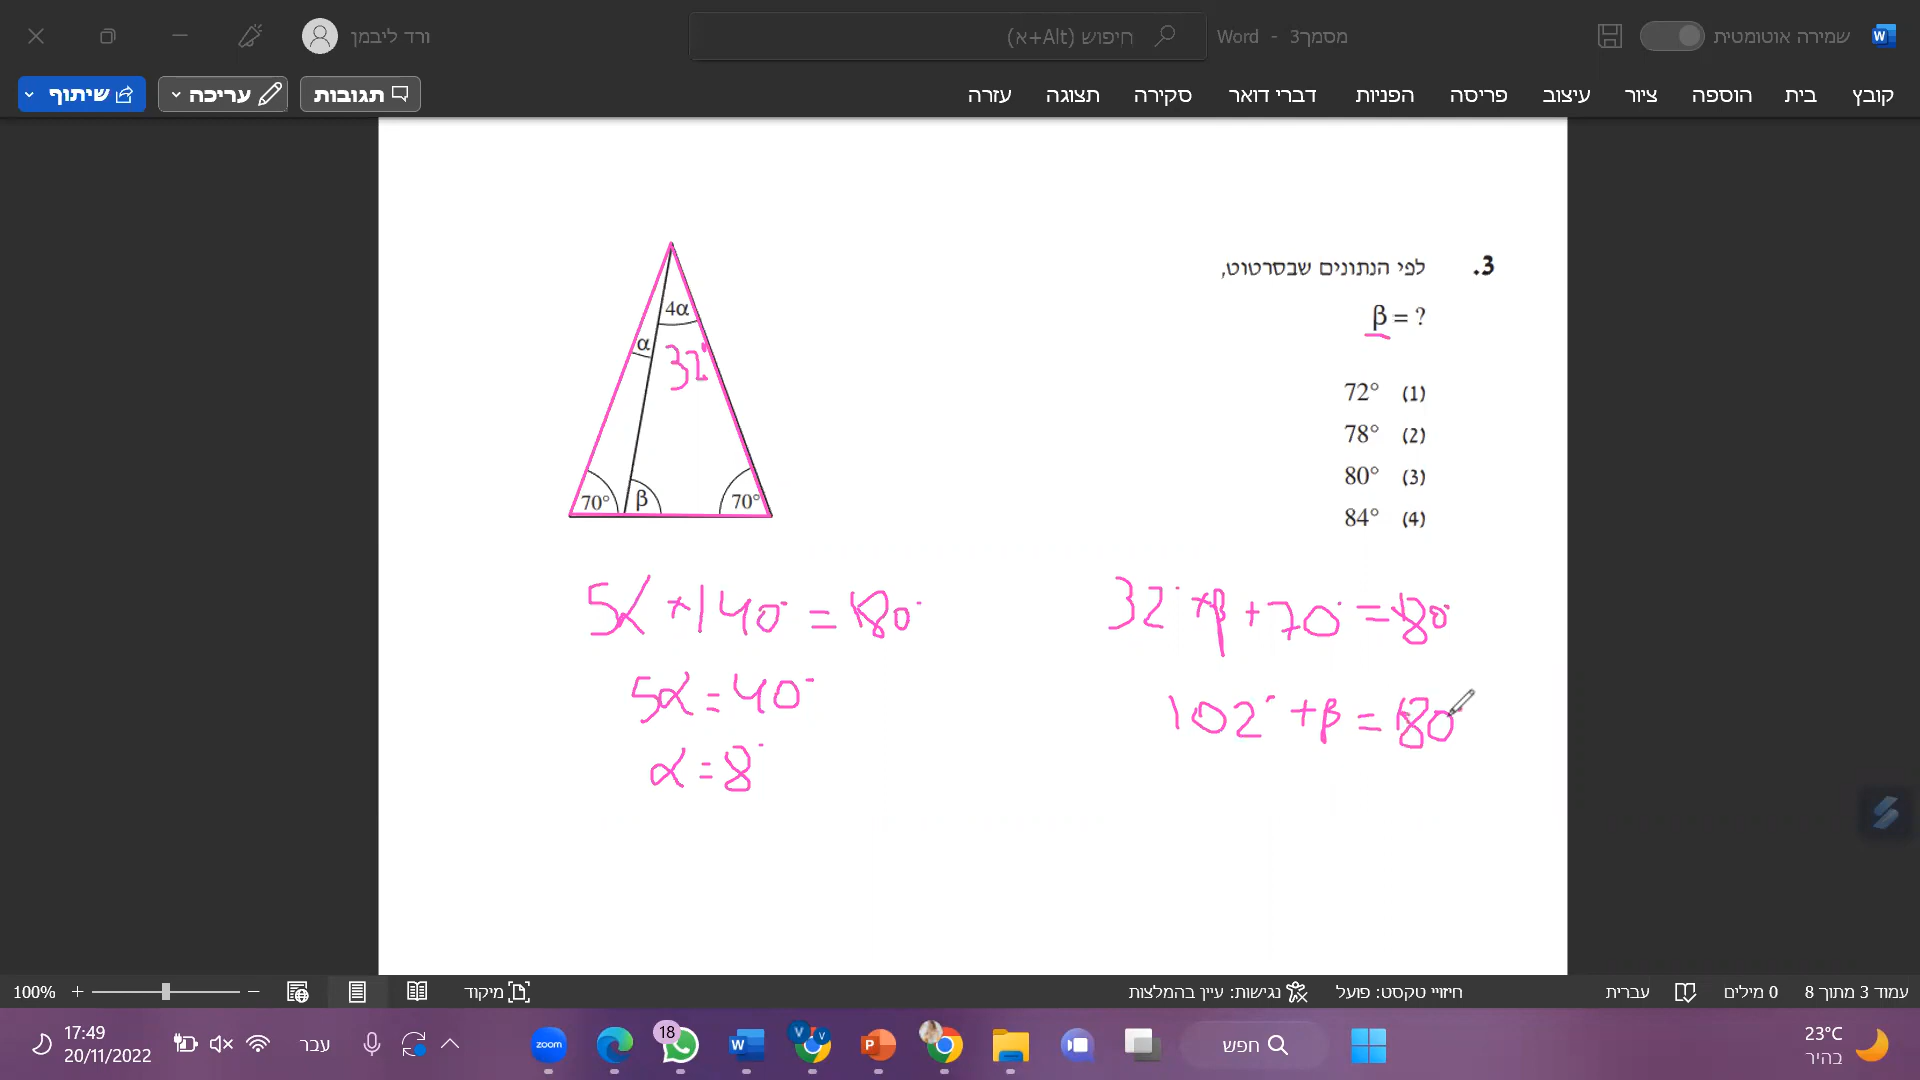 ורד ליבמן
חיפוש (Alt+א)
מסמך3 - Word
שמירה אוטומטית
קובץ בית הוספה ציור עיצוב פריסה הפניות דברי דואר סקירה תצוגה עזרה
תגובות
עריכה
שיתוף
3. לפי הנתונים שבסרטוט,
β = ?
(1) 72°
(2) 78°
(3) 80°
(4) 84°
4α
α
32°
70° β 70°
5α + 140° = 180°
5α = 40°
α = 8°
32° + β + 70° = 180°
102° + β = 180°
עמוד 3 מתוך 8 0 מילים עברית חיזויי טקסט: פועל נגישות: עיין בהמלצות מיקוד 100%
17:49
20/11/2022
עבר
18
zoom
חפש
23°C
בהיר